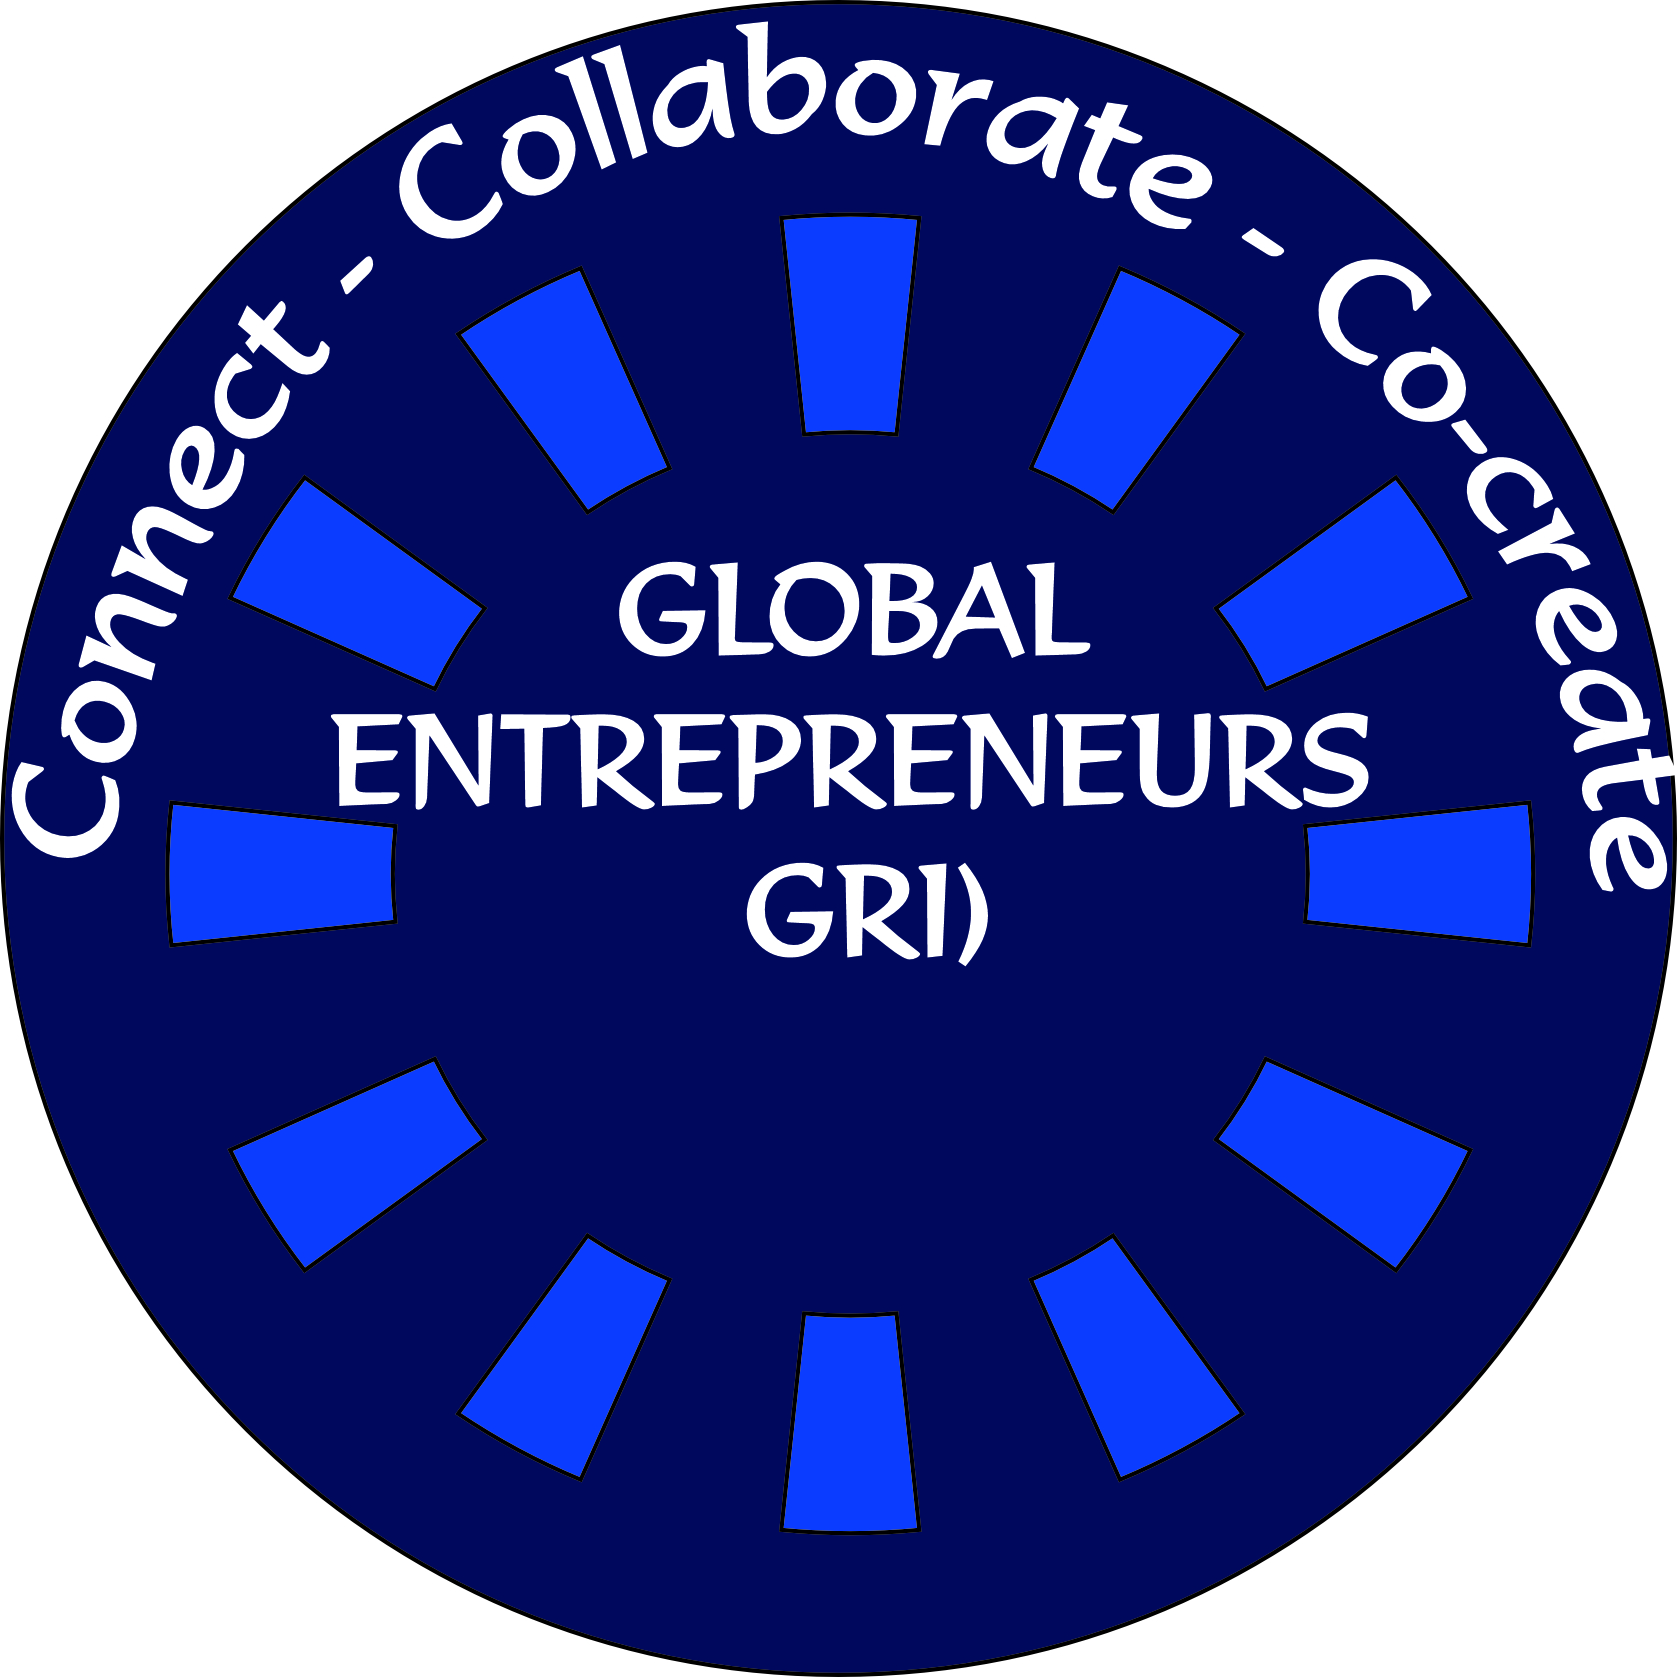 Connect - Collaborate - Co-create
GLOBAL
ENTREPRENEURS
GRI)